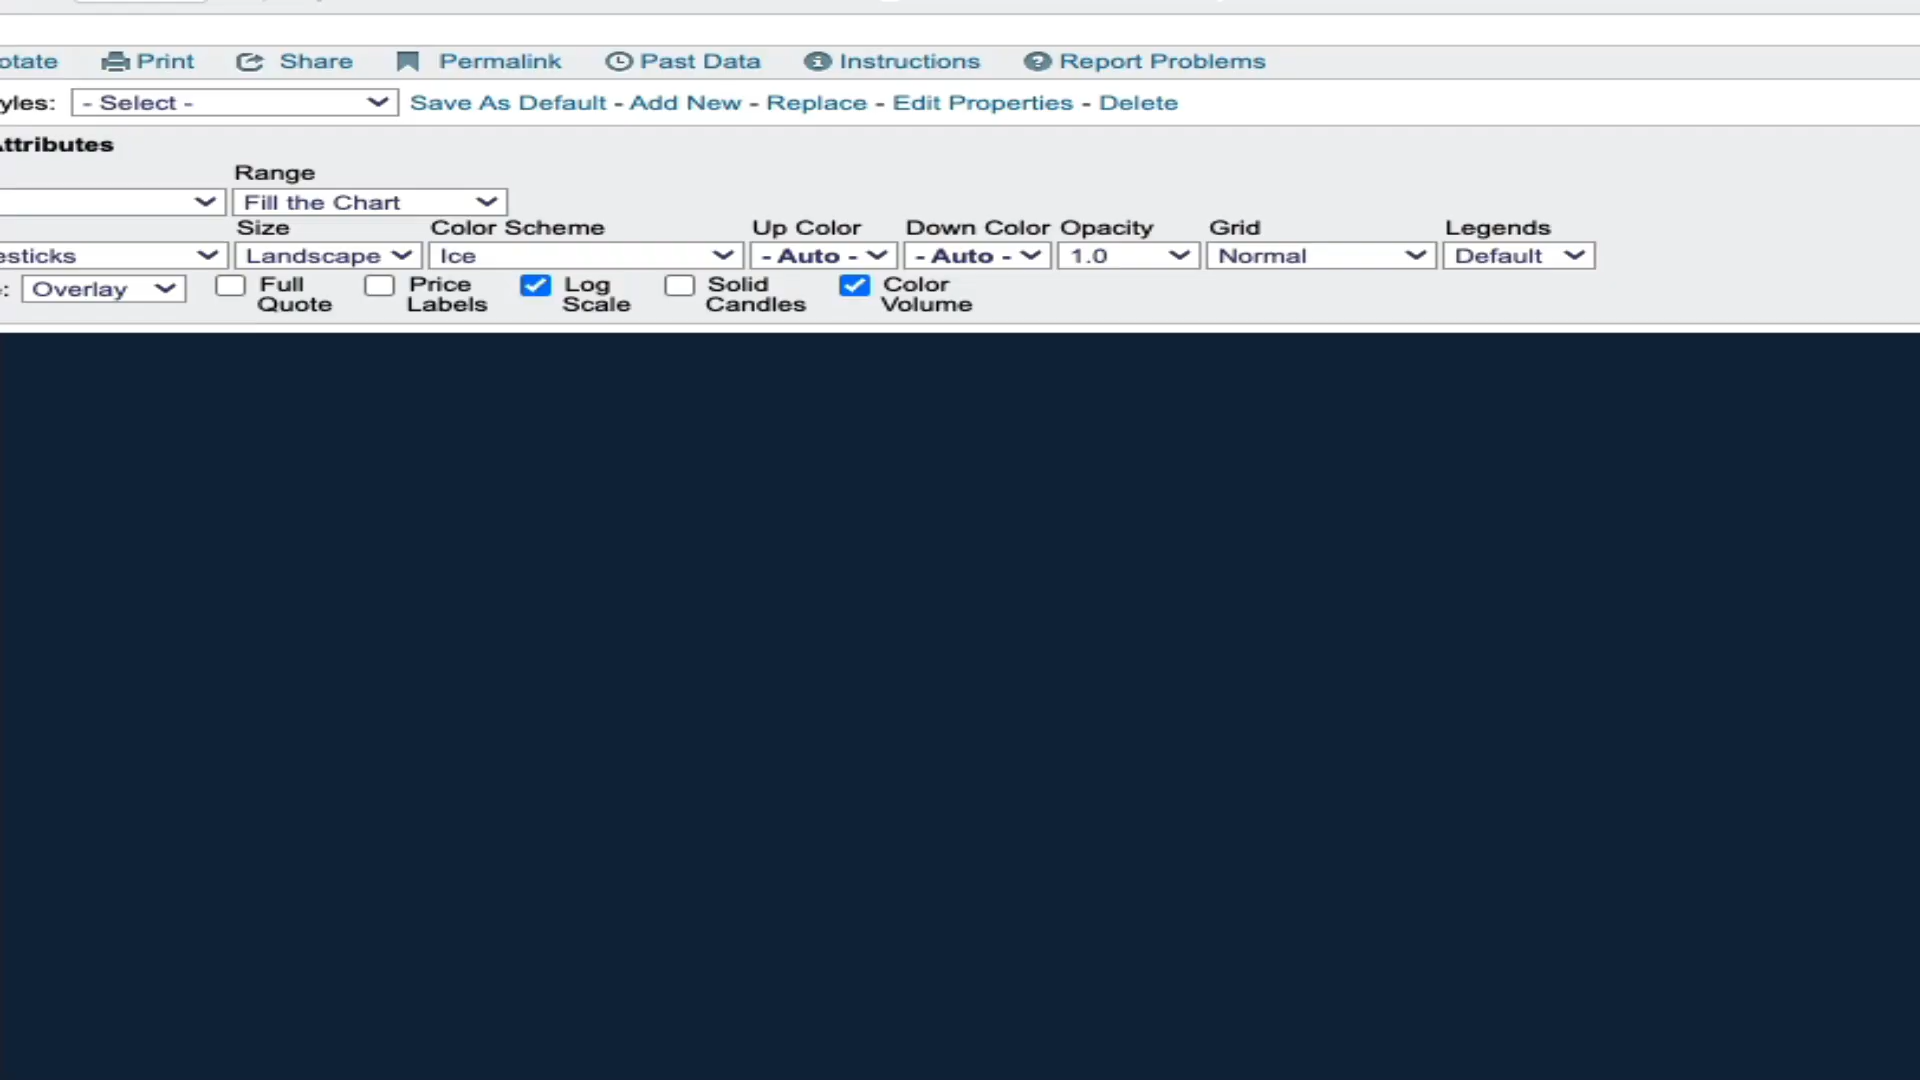 otate Print Share Permalink Past Data Instructions Report Problems
yles: - Select - Save As Default - Add New - Replace - Edit Properties - Delete
ttributes
Range
Fill the Chart
Size Color Scheme Up Color Down Color Opacity Grid Legends
esticks Landscape Ice - Auto - - Auto - 1.0 Normal Default
: Overlay Full Quote Price Labels Log Scale Solid Candles Color Volume